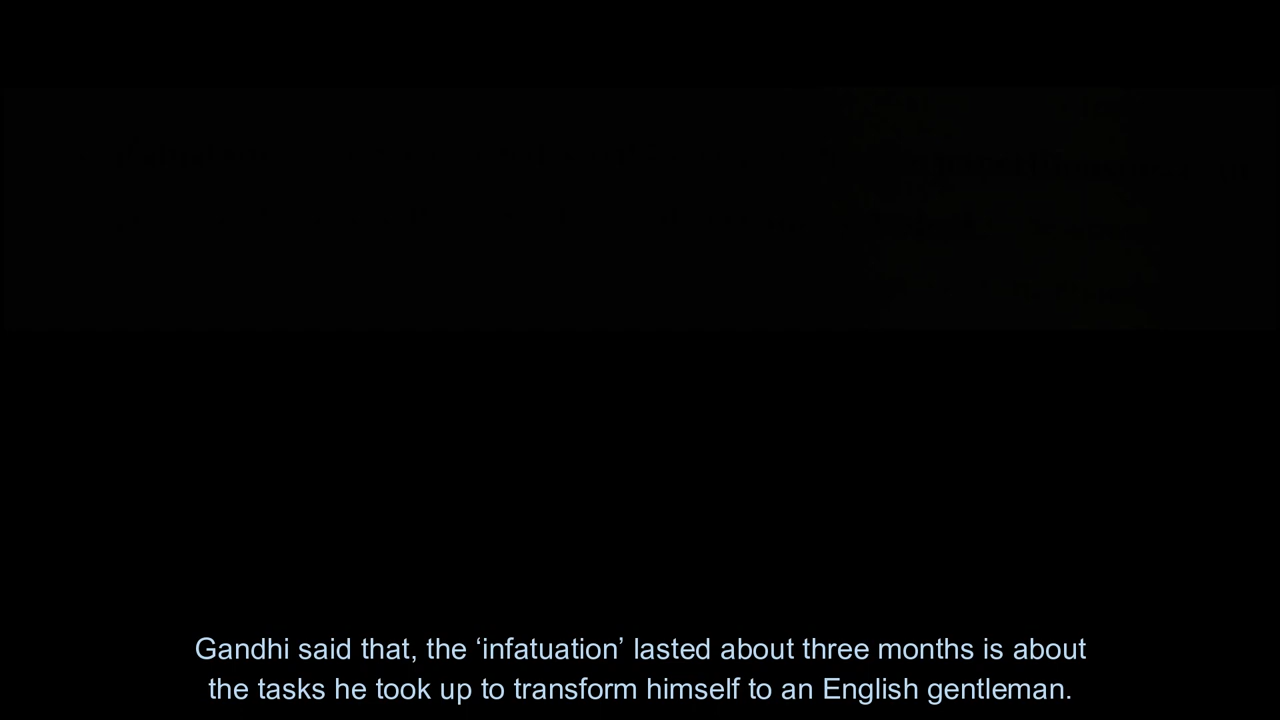 Gandhi said that, the ‘infatuation’ lasted about three months is about
the tasks he took up to transform himself to an English gentleman.